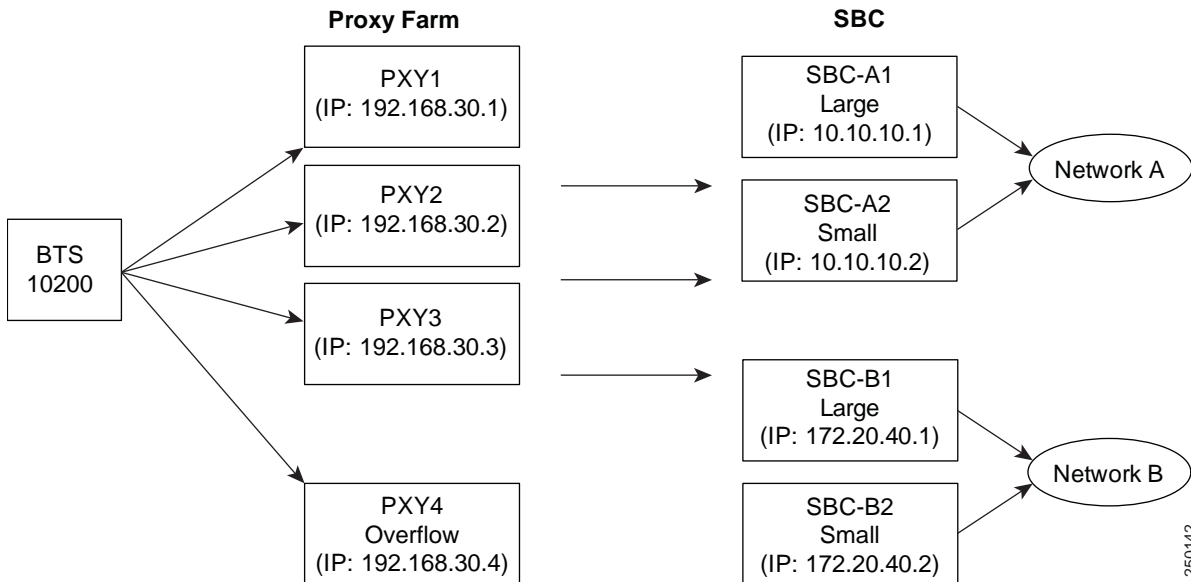 Proxy Farm
SBC
PXY1
(IP: 192.168.30.1)
PXY2
(IP: 192.168.30.2)
PXY3
(IP: 192.168.30.3)
PXY4
Overflow
(IP: 192.168.30.4)
BTS
10200
SBC-A1
Large
(IP: 10.10.10.1)
SBC-A2
Small
(IP: 10.10.10.2)
SBC-B1
Large
(IP: 172.20.40.1)
SBC-B2
Small
(IP: 172.20.40.2)
Network A
Network B
250142